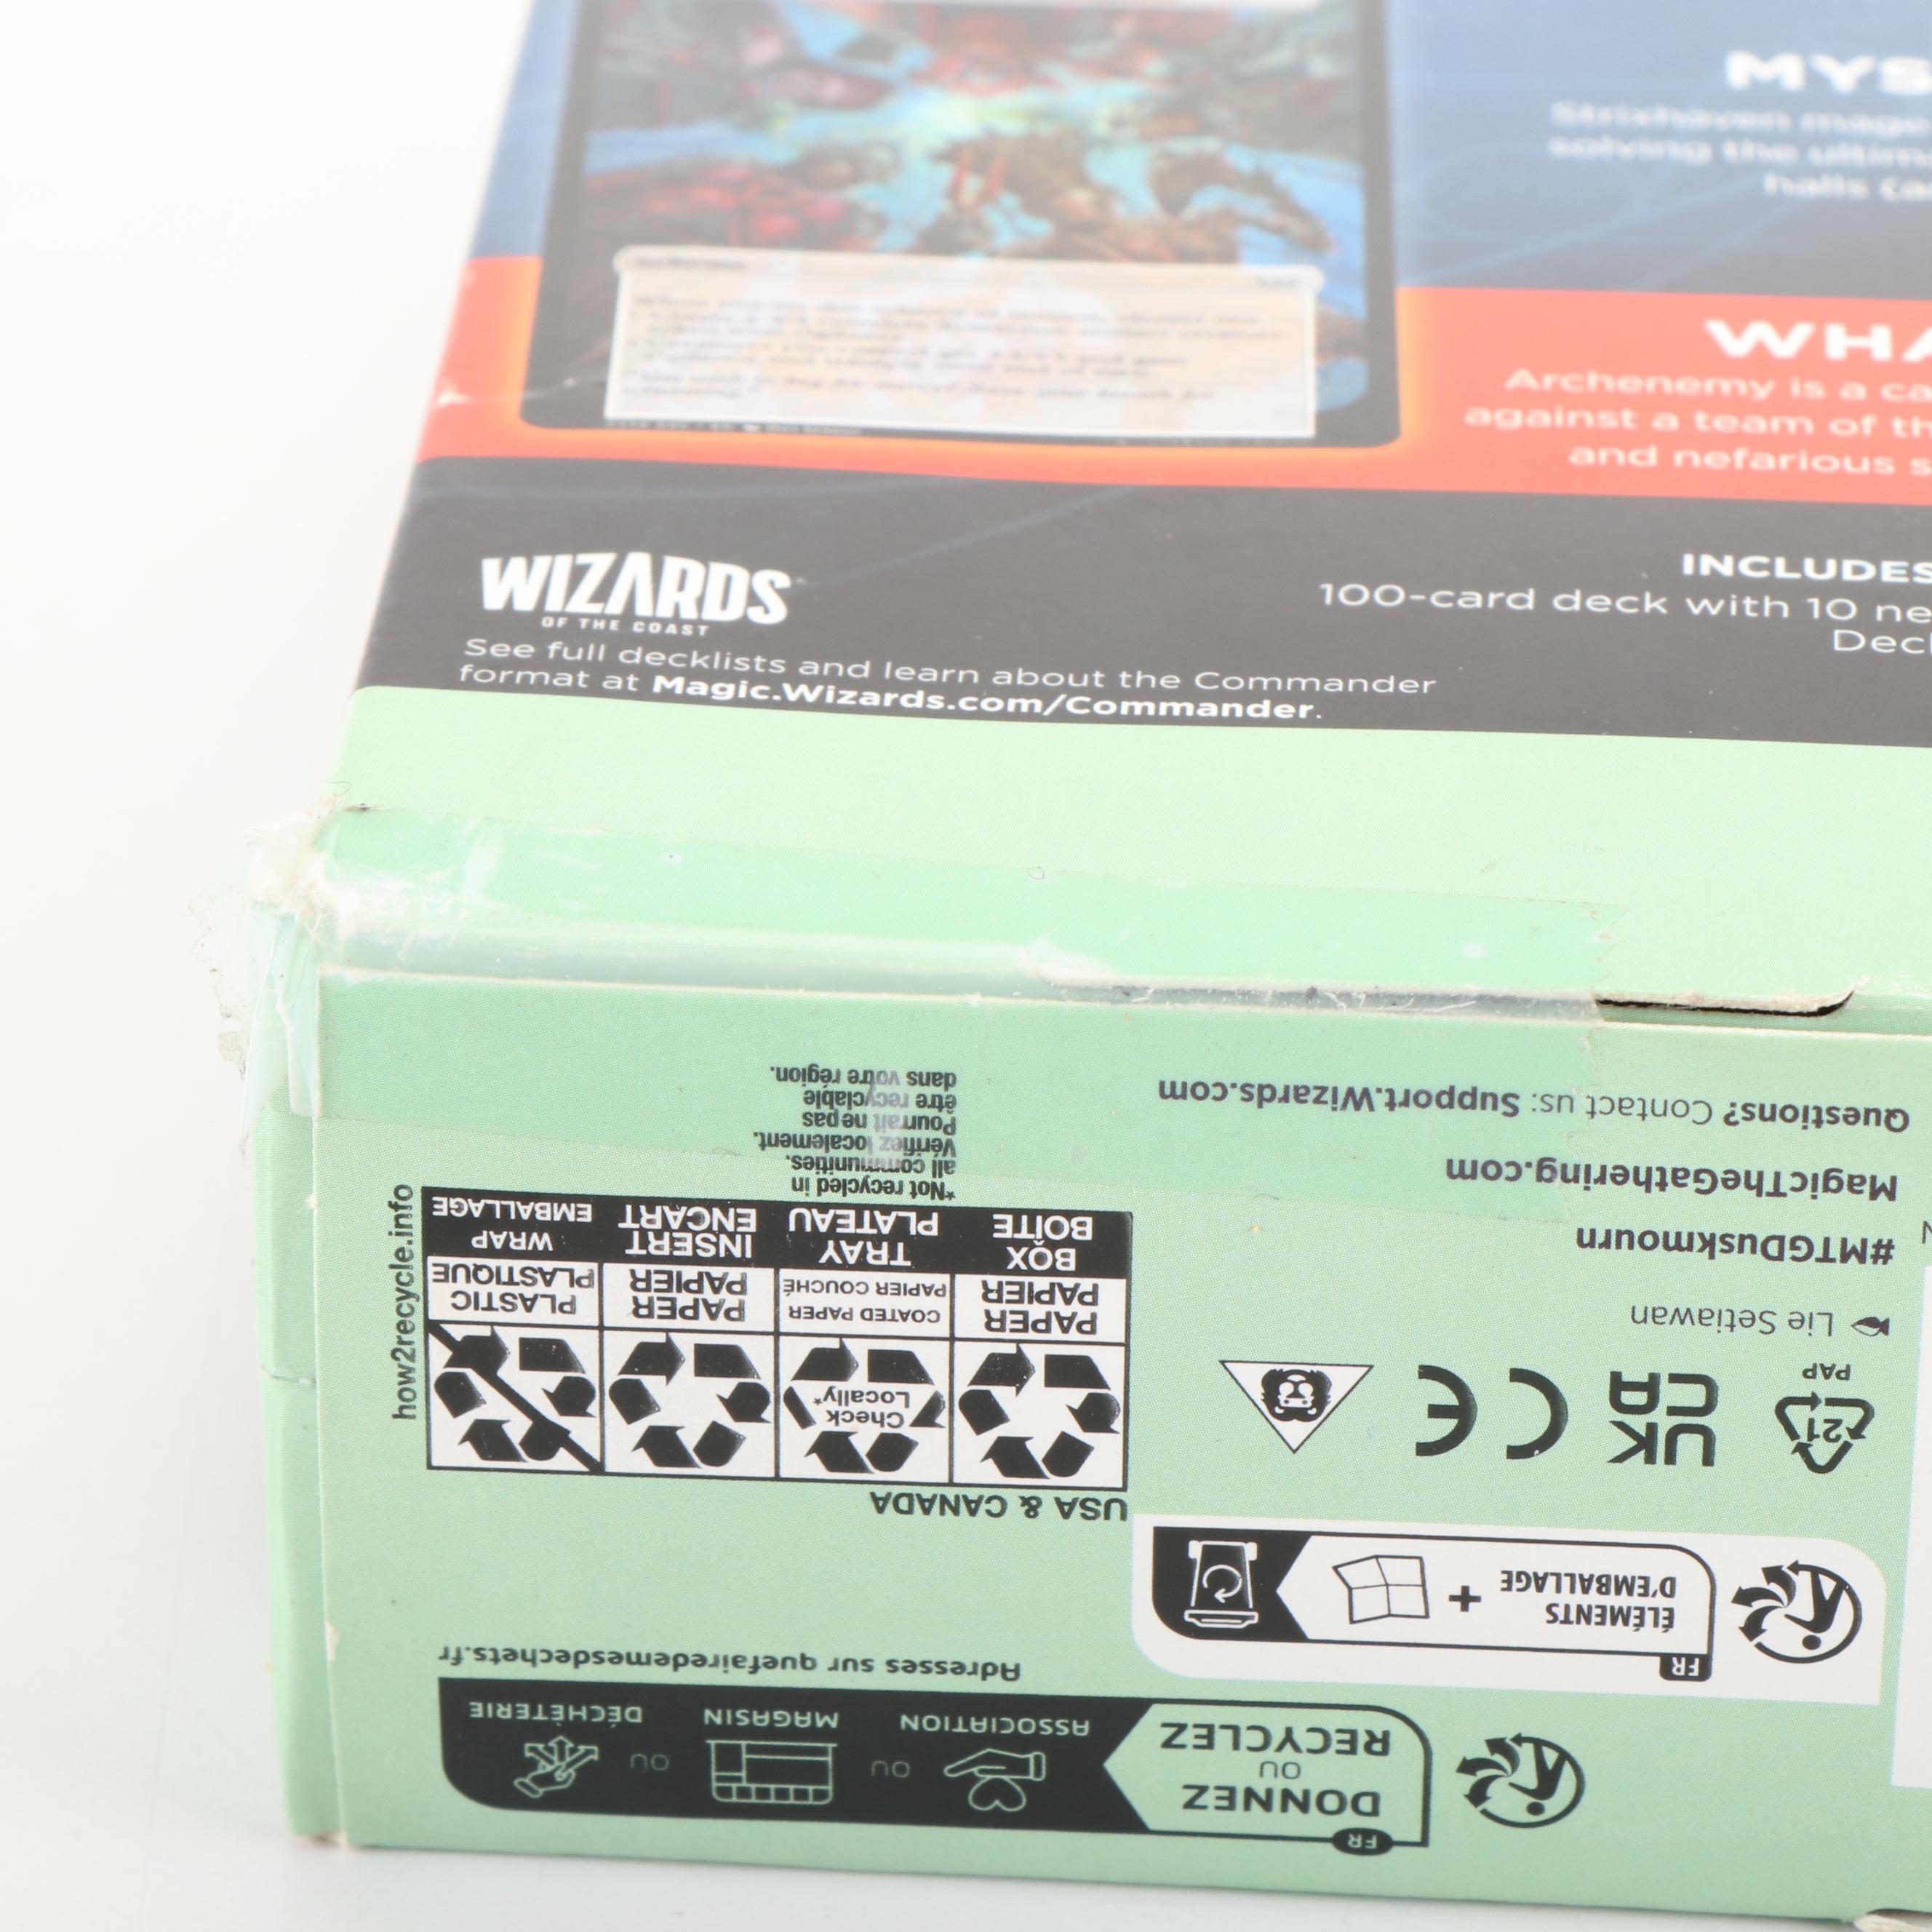 MYS
Strixhaven mage
solving the ultima
halls ca
WHA
Archenemy is a ca
against a team of th
and nefarious s
WIZARDS
OF THE COAST
See full decklists and learn about the Commander
format at Magic.Wizards.com/Commander.
INCLUDES
100-card deck with 10 ne
Deck
FR
DONNEZ
OU
RECYCLEZ
ASSOCIATION
OU
MAGASIN
OU
DÉCHÈTERIE
Adresses sur quefairedemesdechets.fr
FR
ÉLÉMENTS
D'EMBALLAGE
+
USA & CANADA
Check
Locally*
PAPER
PAPIER
BOX
BOÎTE
COATED PAPER
PAPIER COUCHÉ
TRAY
PLATEAU
PAPER
PAPIER
INSERT
ENCART
PLASTIC
PLASTIQUE
WRAP
EMBALLAGE
how2recycle.info
*Not recycled in
all communities.
Vérifiez localement.
Pourrait ne pas
être recyclable
dans votre région.
21
PAP
UK
CA
CE
Lie Setiawan
#MTGDuskmourn
MagicTheGathering.com
Questions? Contact us: Support.Wizards.com